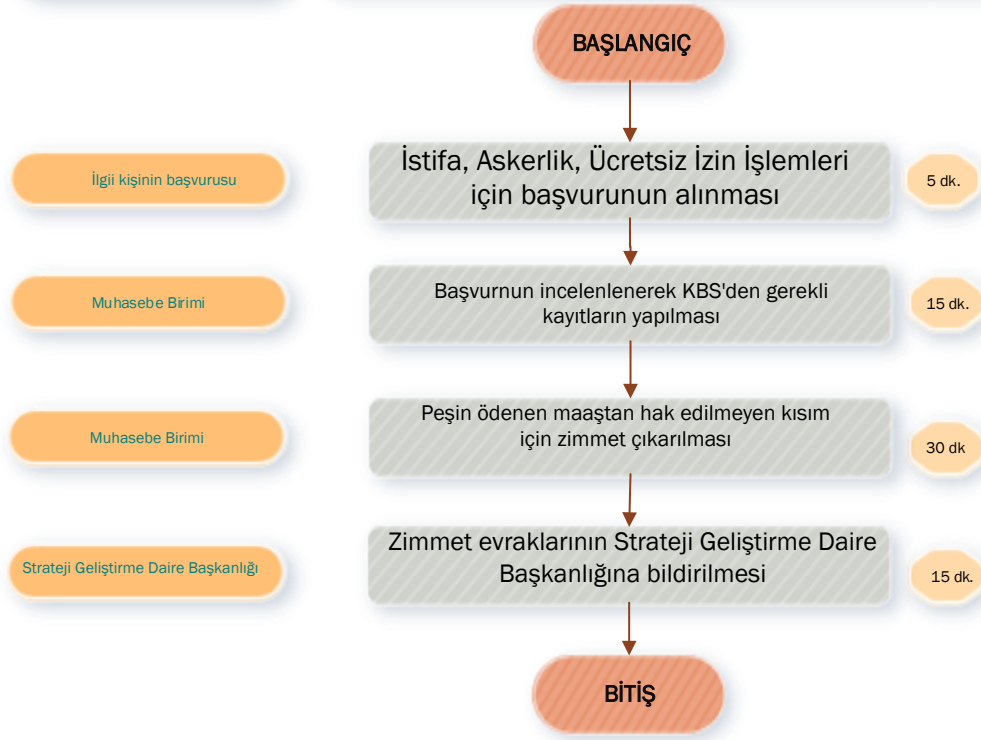 BAŞLANGIÇ
İlgii kişinin başvurusu
İstifa, Askerlik, Ücretsiz İzin İşlemleri
için başvurunun alınması
5 dk.
Muhasebe Birimi
Başvurnun incelenlenerek KBS'den gerekli
kayıtların yapılması
15 dk.
Muhasebe Birimi
Peşin ödenen maaştan hak edilmeyen kısım
için zimmet çıkarılması
30 dk
Strateji Geliştirme Daire Başkanlığı
Zimmet evraklarının Strateji Geliştirme Daire
Başkanlığına bildirilmesi
15 dk.
BİTİŞ